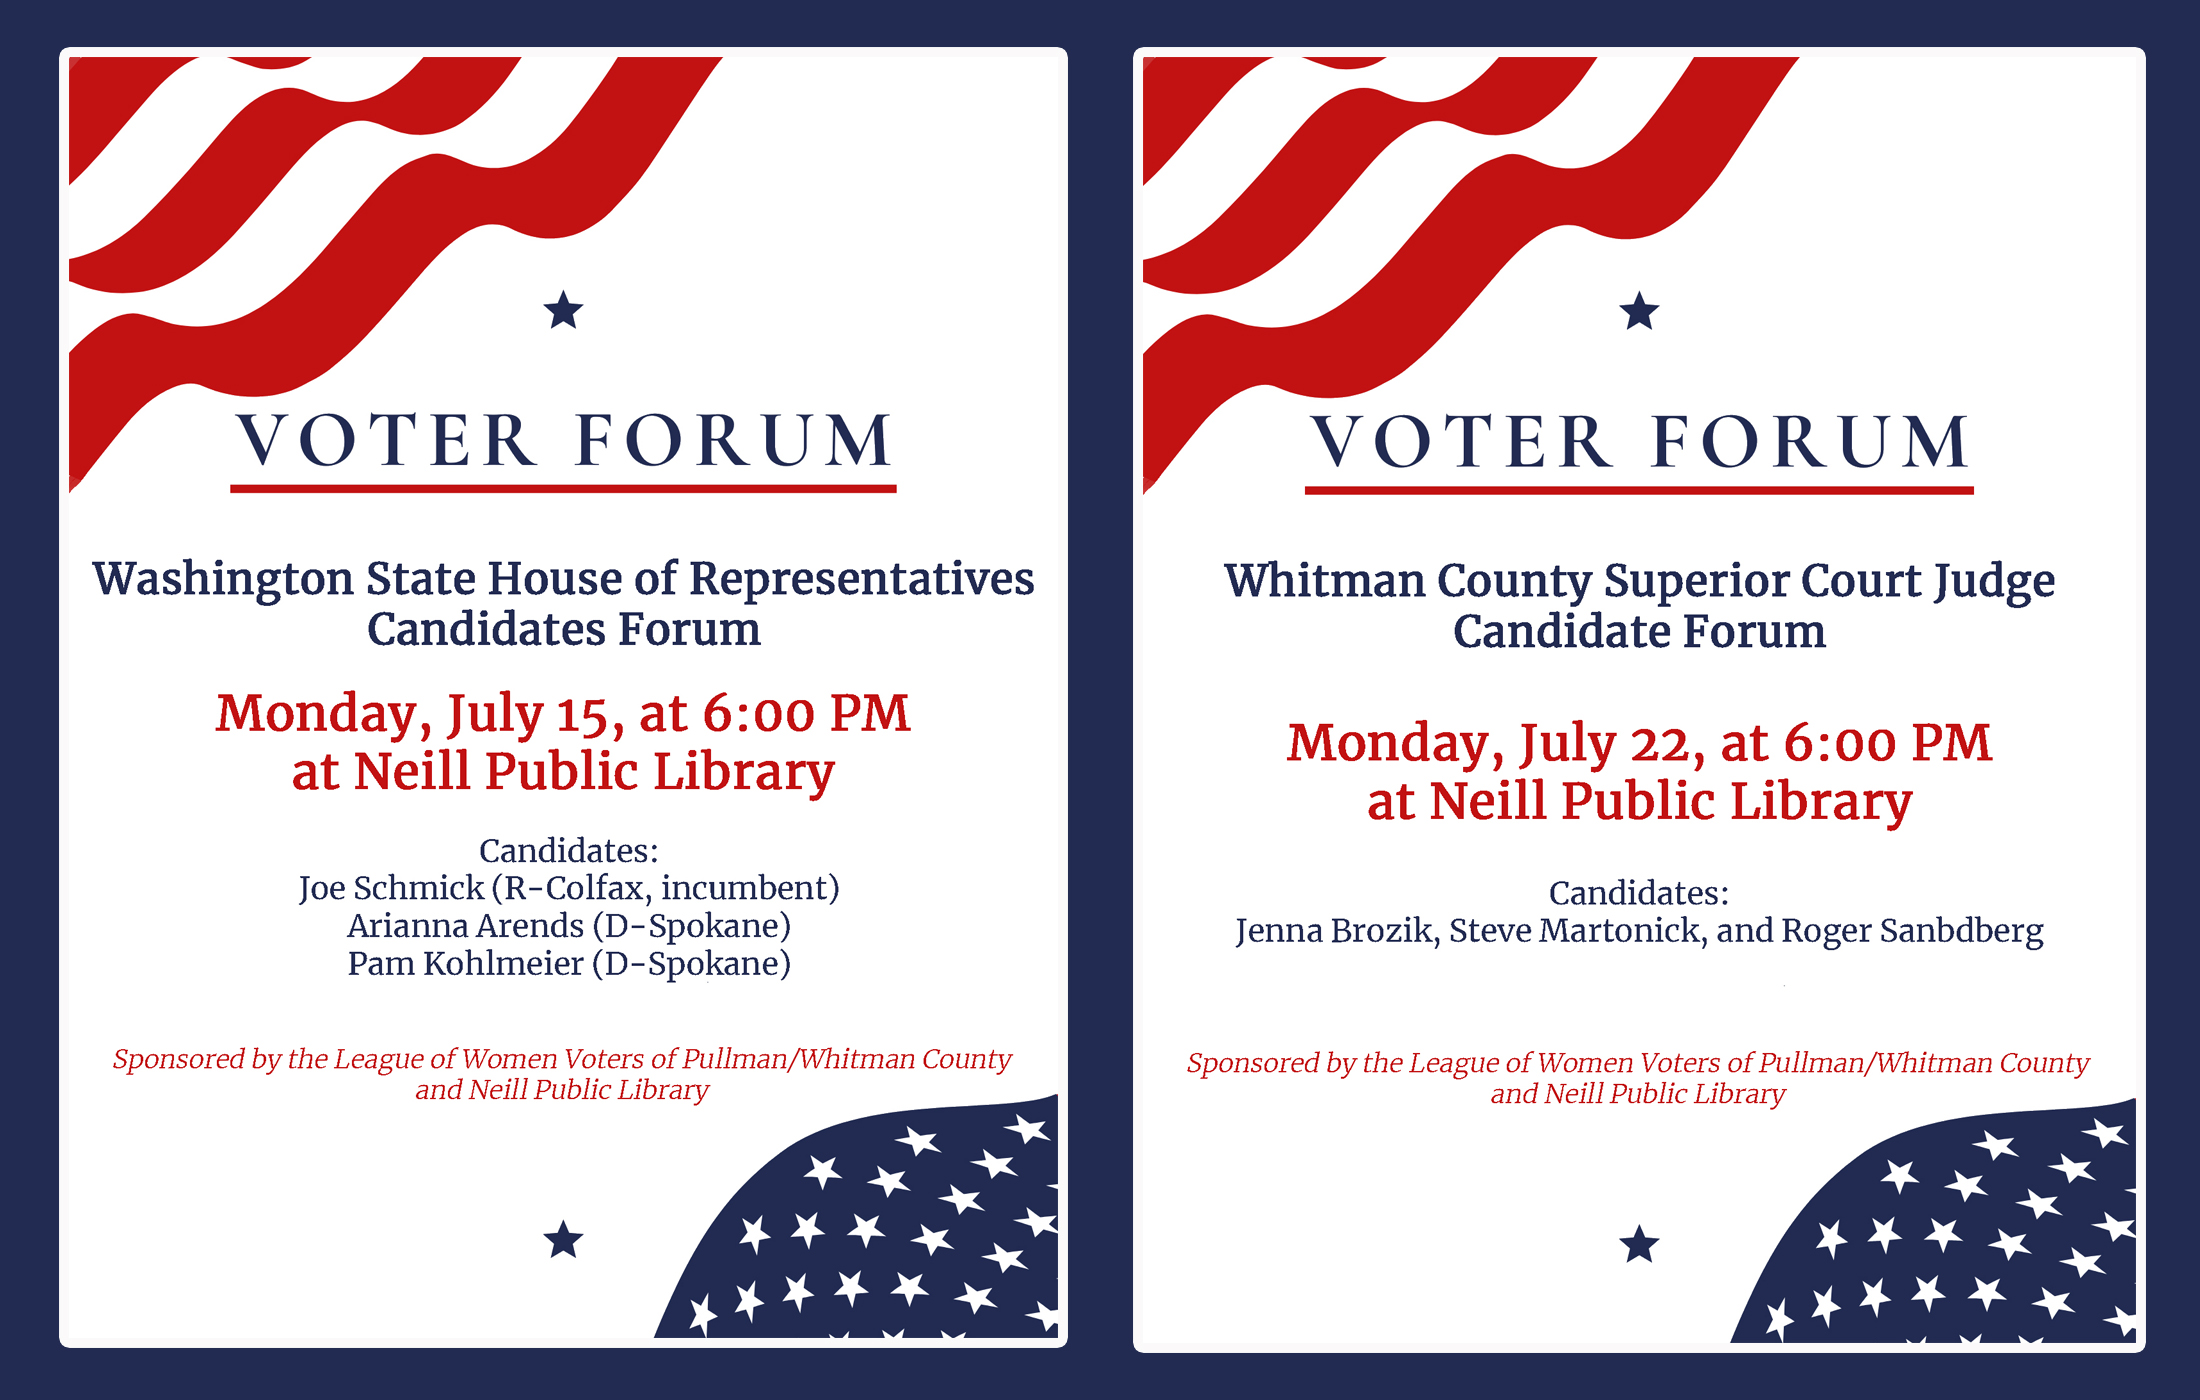 VOTER FORUM
Washington State House of Representatives
Candidates Forum
Monday, July 15, at 6:00 PM
at Neill Public Library
Candidates:
Joe Schmick (R-Colfax, incumbent)
Arianna Arends (D-Spokane)
Pam Kohlmeier (D-Spokane)
Sponsored by the League of Women Voters of Pullman/Whitman County
and Neill Public Library
VOTER FORUM
Whitman County Superior Court Judge
Candidate Forum
Monday, July 22, at 6:00 PM
at Neill Public Library
Candidates:
Jenna Brozik, Steve Martonick, and Roger Sanbdberg
Sponsored by the League of Women Voters of Pullman/Whitman County
and Neill Public Library